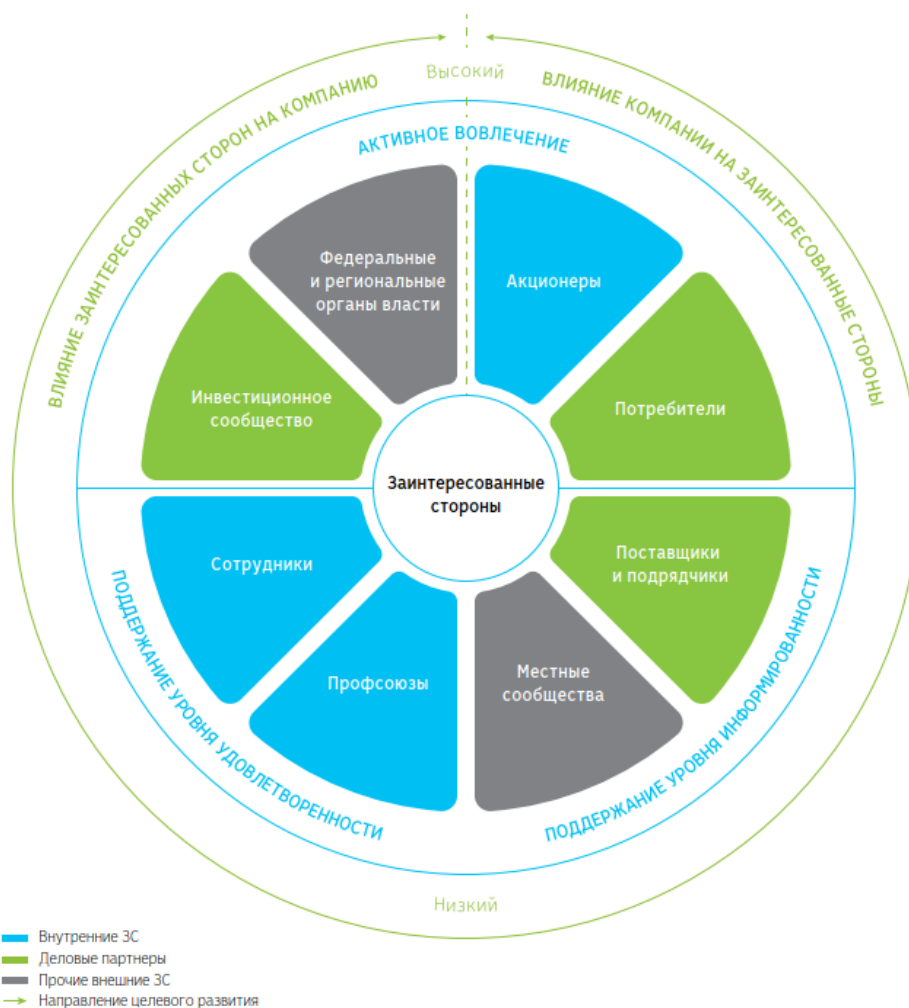 Высокий
ВЛИЯНИЕ ЗАИНТЕРЕСОВАННЫХ СТОРОН НА КОМПАНИЮ
ВЛИЯНИЕ КОМПАНИИ НА ЗАИНТЕРЕСОВАННЫЕ СТОРОНЫ
АКТИВНОЕ ВОВЛЕЧЕНИЕ
Федеральные
и региональные
органы власти
Акционеры
Инвестиционное
сообщество
Потребители
Заинтересованные
стороны
Сотрудники
Поставщики
и подрядчики
Профсоюзы
Местные
сообщества
ПОДДЕРЖАНИЕ УРОВНЯ УДОВЛЕТВОРЕННОСТИ
ПОДДЕРЖАНИЕ УРОВНЯ ИНФОРМИРОВАННОСТИ
Низкий
Внутренние ЗС
Деловые партнеры
Прочие внешние ЗС
Направление целевого развития